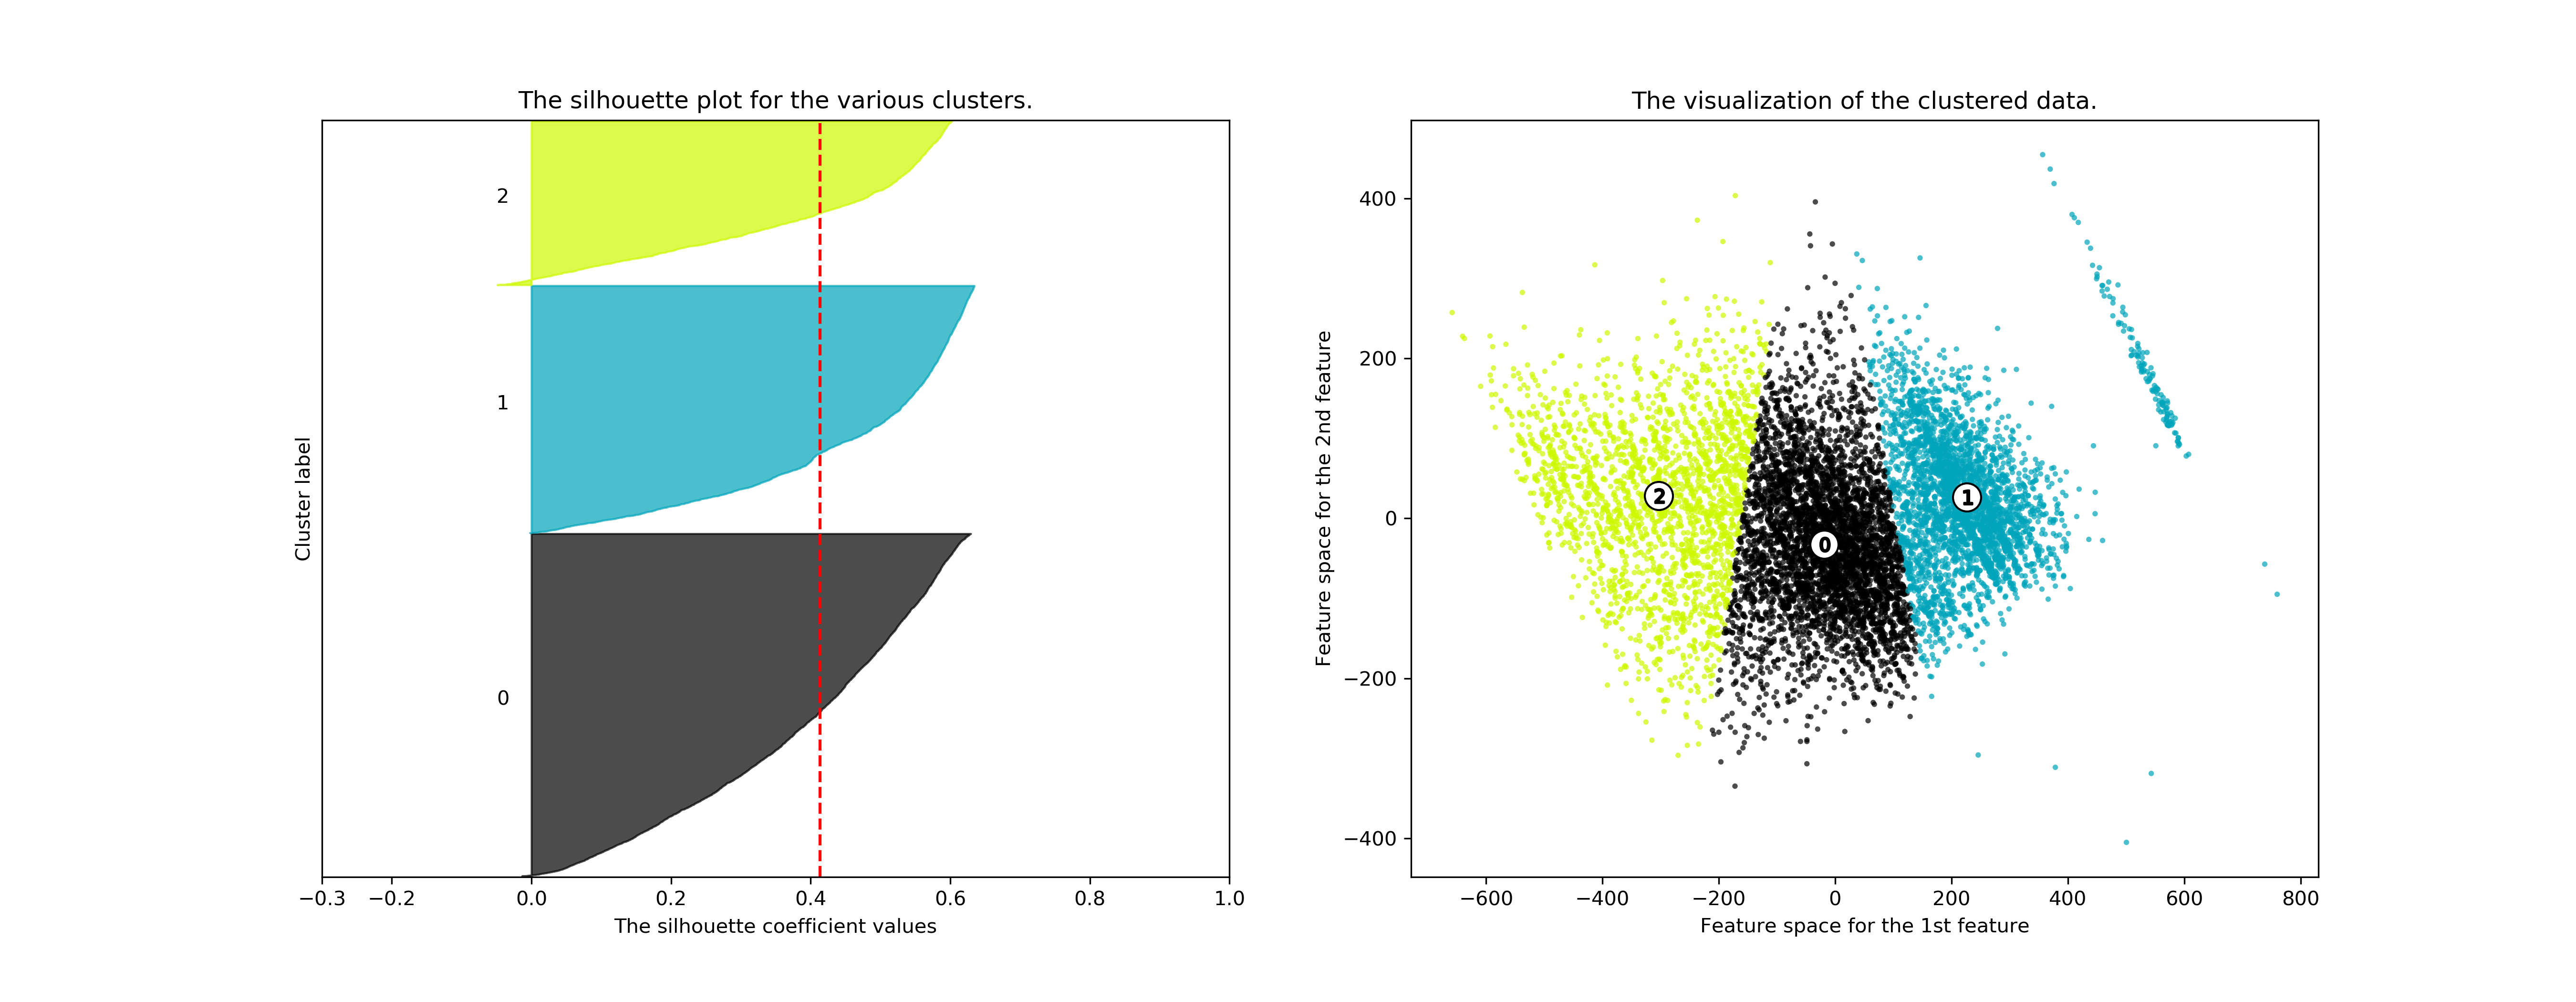 The silhouette plot for the various clusters.
2
1
0
Cluster label
−0.3 −0.2 0.0 0.2 0.4 0.6 0.8 1.0
The silhouette coefficient values
The visualization of the clustered data.
400
200
0
−200
−400
Feature space for the 2nd feature
2
1
0
−600 −400 −200 0 200 400 600 800
Feature space for the 1st feature